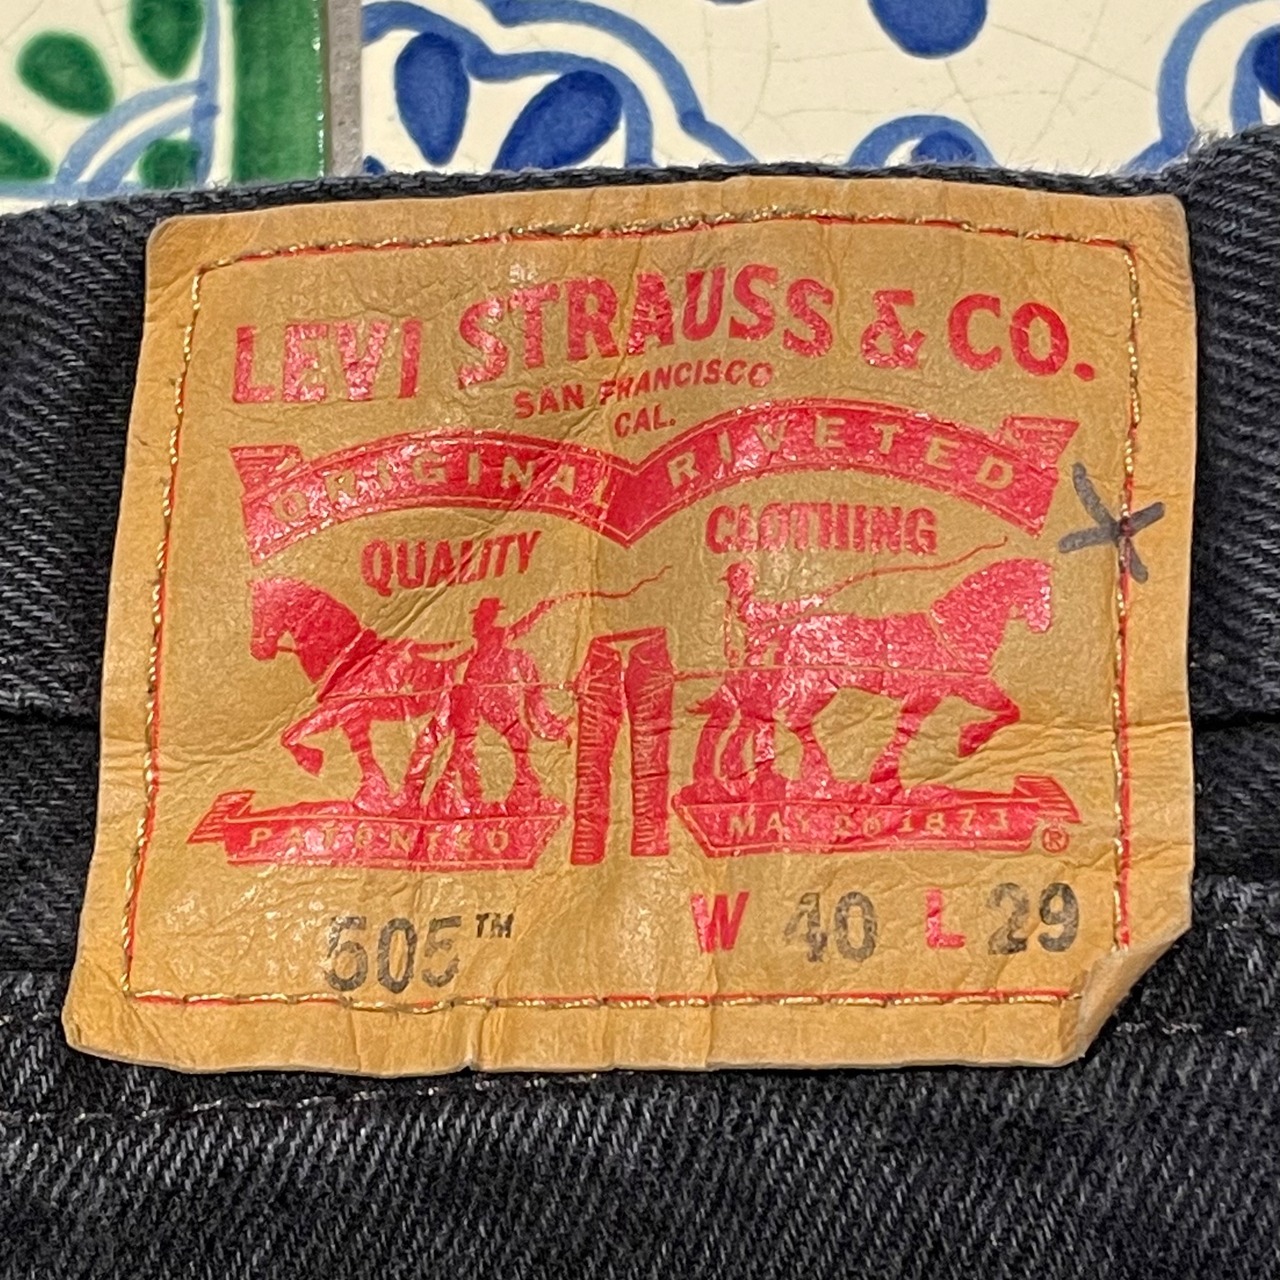 LEVI STRAUSS & CO.
SAN FRANCISCO
CAL.
ORIGINAL RIVETED
QUALITY CLOTHING
PATENTED MAY 20 1873 ®
505™ W 40 L 29